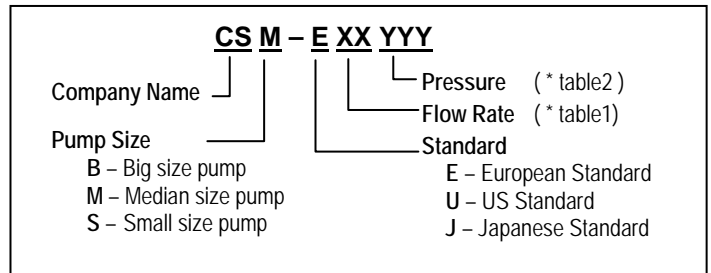 CS M – E XX YYY
Company Name
Pressure ( * table2 )
Flow Rate ( * table1)
Pump Size
B – Big size pump
M – Median size pump
S – Small size pump
Standard
E – European Standard
U – US Standard
J – Japanese Standard